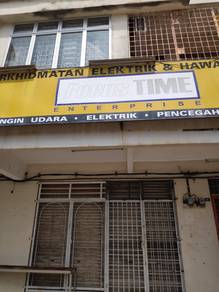 RKHIDMATAN ELEKTRIK & HAWA
TIME
ENTERPRISE
NGIN UDARA • ELEKTRIK • PENCEGAH